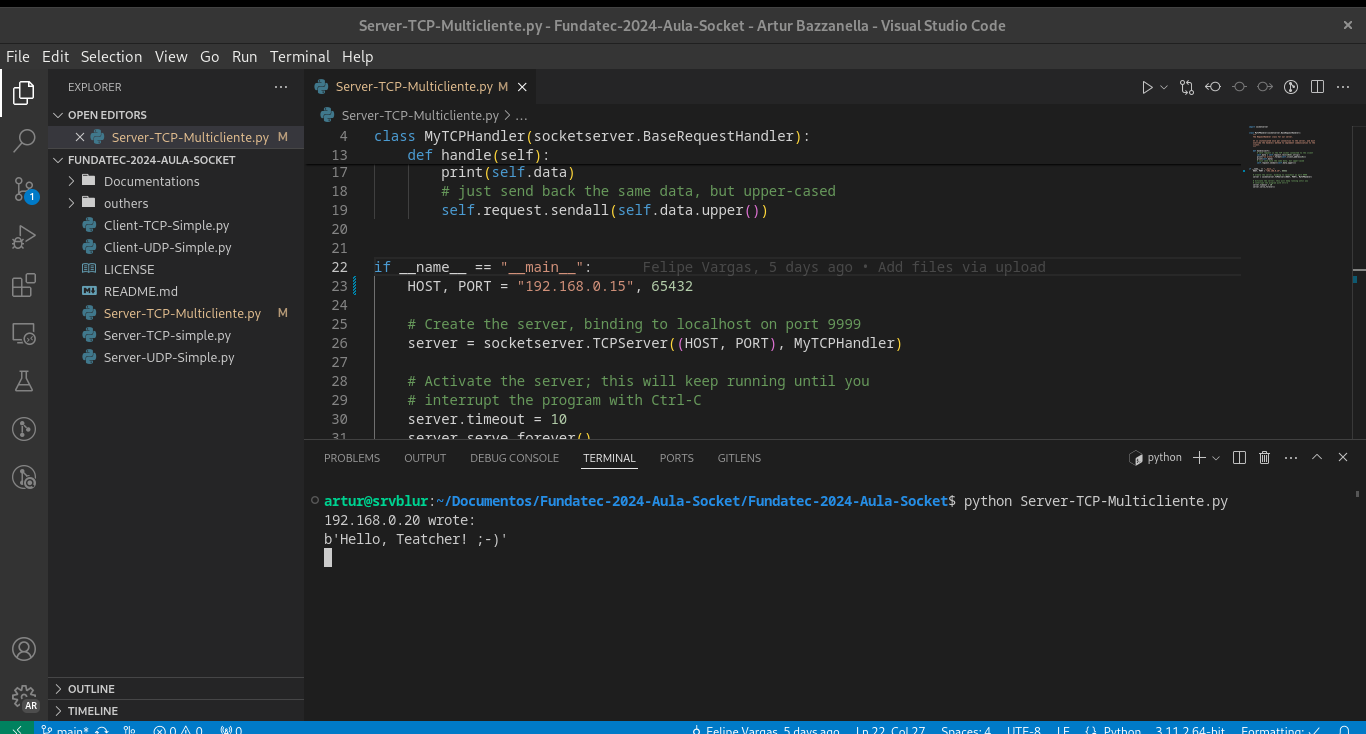 Server-TCP-Multicliente.py - Fundatec-2024-Aula-Socket - Artur Bazzanella - Visual Studio Code
File Edit Selection View Go Run Terminal Help
EXPLORER
OPEN EDITORS
Server-TCP-Multicliente.py M
FUNDATEC-2024-AULA-SOCKET
Documentations
outhers
Client-TCP-Simple.py
Client-UDP-Simple.py
LICENSE
README.md
Server-TCP-Multicliente.py M
Server-TCP-simple.py
Server-UDP-Simple.py
OUTLINE
TIMELINE
1
AR
Server-TCP-Multicliente.py M
Server-TCP-Multicliente.py > ...
4 class MyTCPHandler(socketserver.BaseRequestHandler):
13 def handle(self):
17 print(self.data)
18 # just send back the same data, but upper-cased
19 self.request.sendall(self.data.upper())
20
21
22 if __name__ == "__main__": Felipe Vargas, 5 days ago • Add files via upload
23 HOST, PORT = "192.168.0.15", 65432
24
25 # Create the server, binding to localhost on port 9999
26 server = socketserver.TCPServer((HOST, PORT), MyTCPHandler)
27
28 # Activate the server; this will keep running until you
29 # interrupt the program with Ctrl-C
30 server.timeout = 10
31 server.serve_forever()
PROBLEMS OUTPUT DEBUG CONSOLE TERMINAL PORTS GITLENS
python
artur@srvblur:~/Documentos/Fundatec-2024-Aula-Socket/Fundatec-2024-Aula-Socket$ python Server-TCP-Multicliente.py
192.168.0.20 wrote:
b'Hello, Teatcher! ;-)'
main* 0 0 0 Felipe Vargas, 5 days ago Ln 22, Col 27 Spaces: 4 UTF-8 LF {} Python 3.11.2 64-bit Formatting: ✓